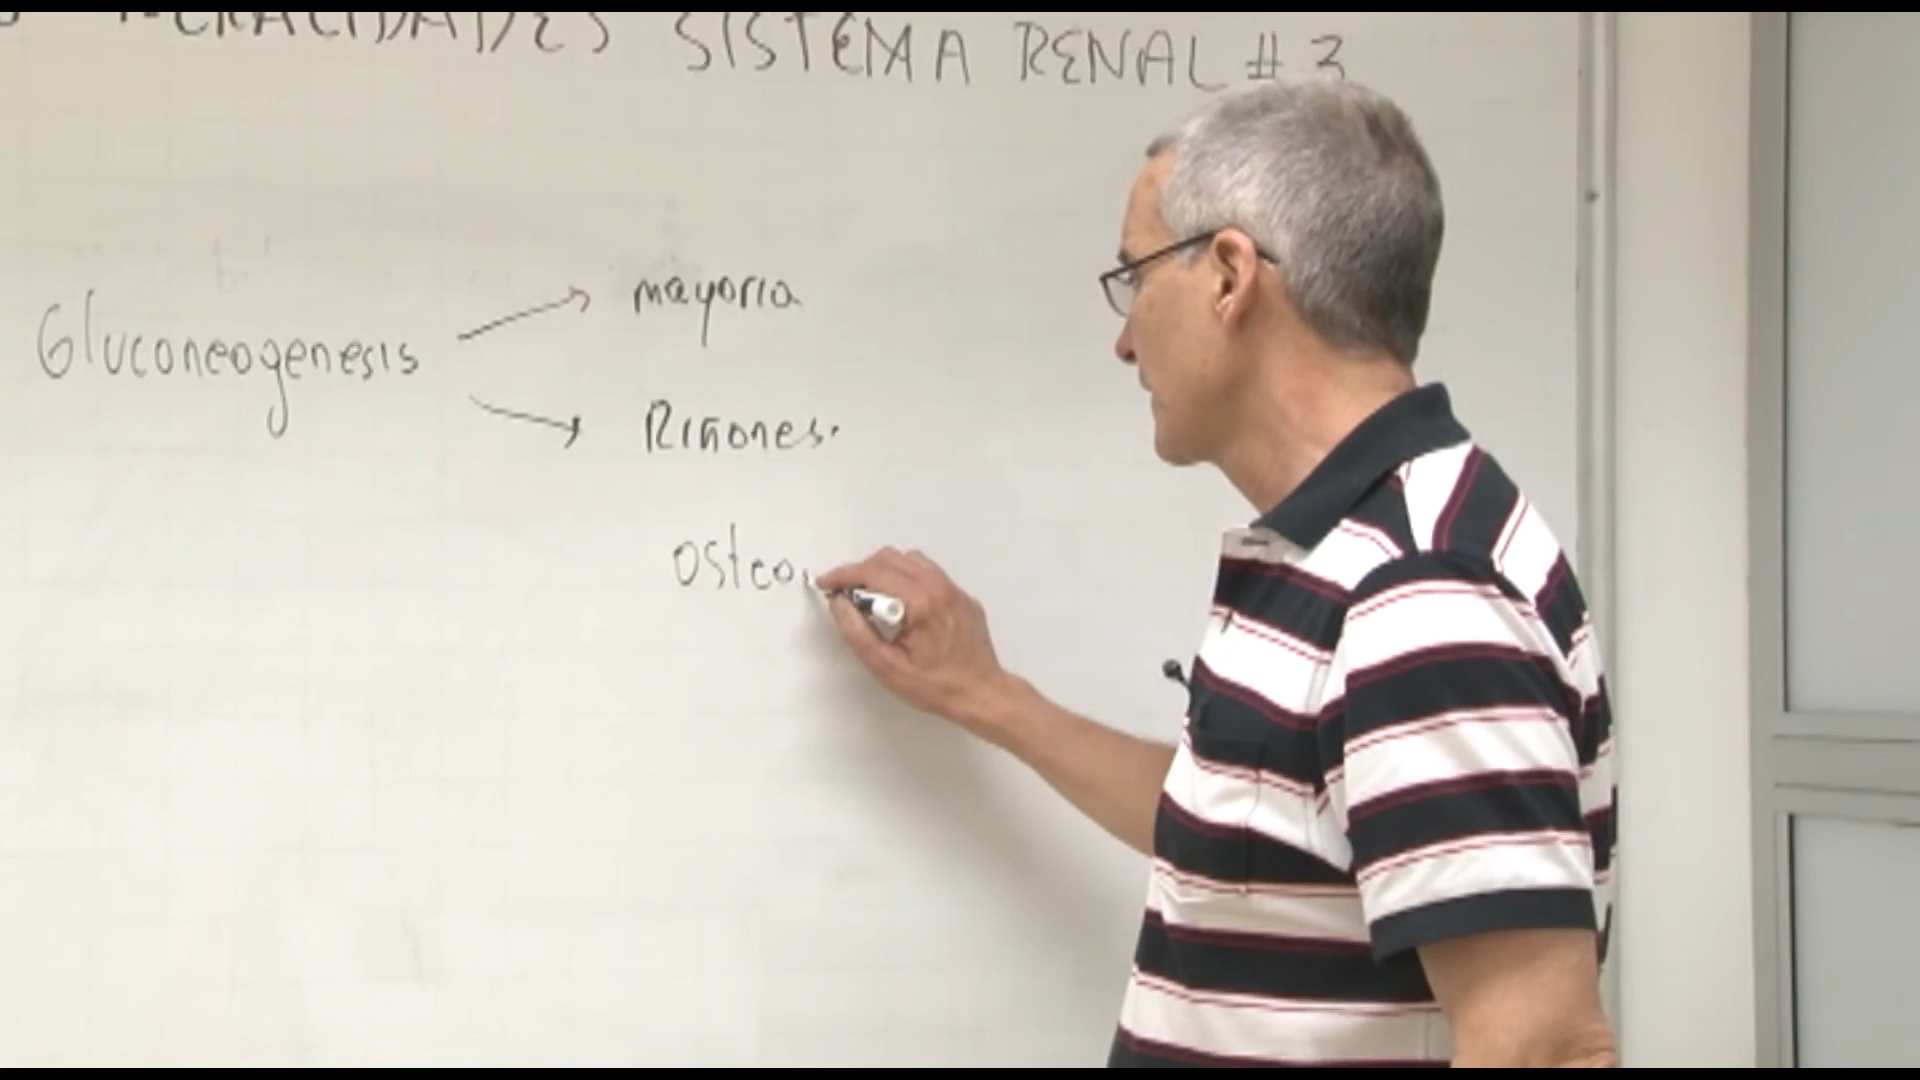 SISTEMA RENAL # 3
Gluconeogenesis
mayoria
Riñones.
osteo